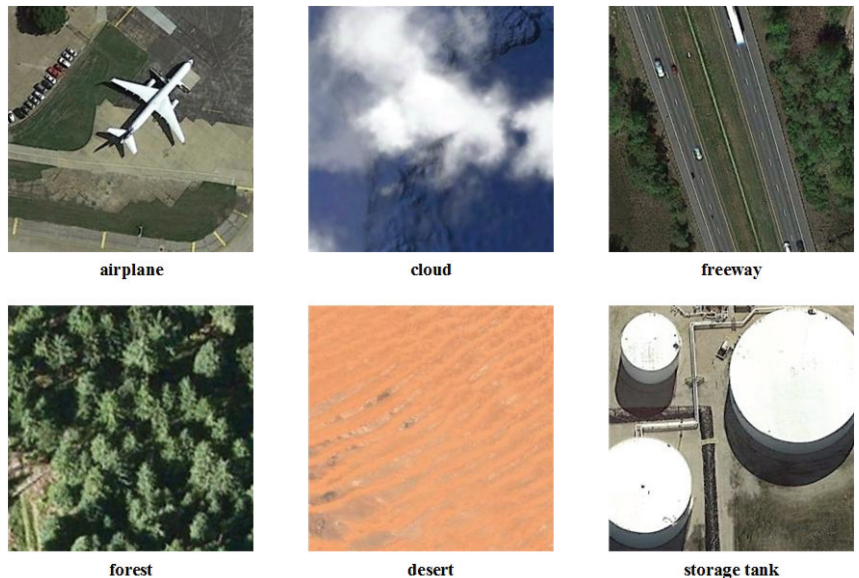 airplane
cloud
freeway
forest
desert
storage tank